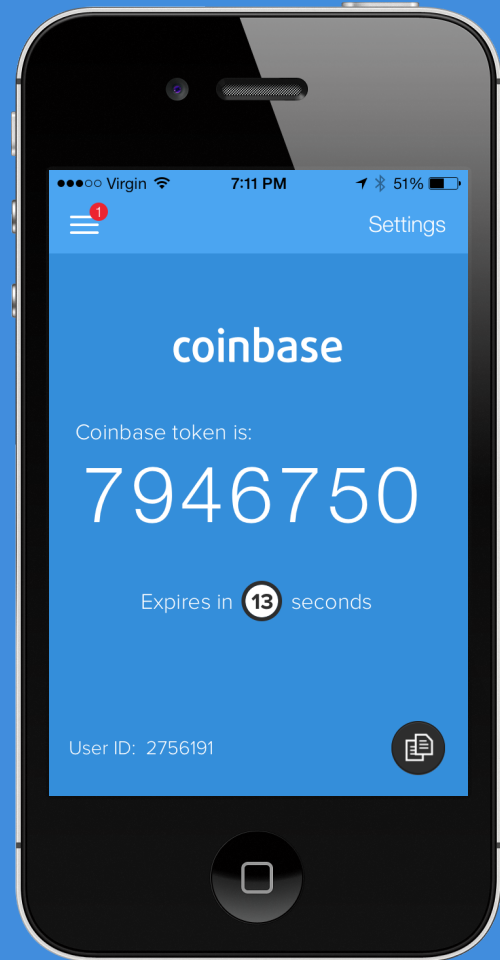 Virgin 7:11 PM 51%
1
Settings
coinbase
Coinbase token is:
7946750
Expires in 13 seconds
User ID: 2756191